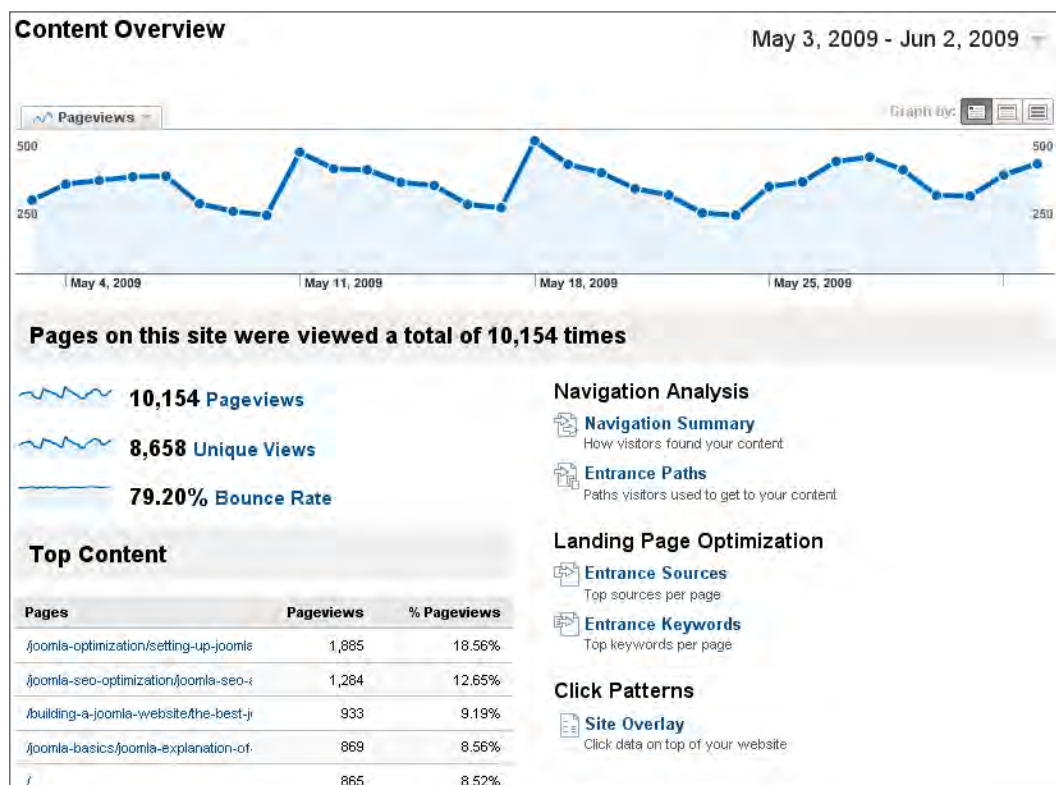 Content Overview
May 3, 2009 - Jun 2, 2009
Pageviews
Graph by:
500
500
250
250
May 4, 2009
May 11, 2009
May 18, 2009
May 25, 2009
Pages on this site were viewed a total of 10,154 times
10,154 Pageviews
8,658 Unique Views
79.20% Bounce Rate
Navigation Analysis
Navigation Summary
How visitors found your content
Entrance Paths
Paths visitors used to get to your content
Landing Page Optimization
Entrance Sources
Top sources per page
Entrance Keywords
Top keywords per page
Click Patterns
Site Overlay
Click data on top of your website
Top Content
Pages Pageviews % Pageviews
/joomla-optimization/setting-up-joomla 1,885 18.56%
/joomla-seo-optimization/joomla-seo- 1,284 12.65%
/building-a-joomla-website/the-best- 933 9.19%
/joomla-basics/joomla-explanation-of- 869 8.56%
/ 865 8.52%